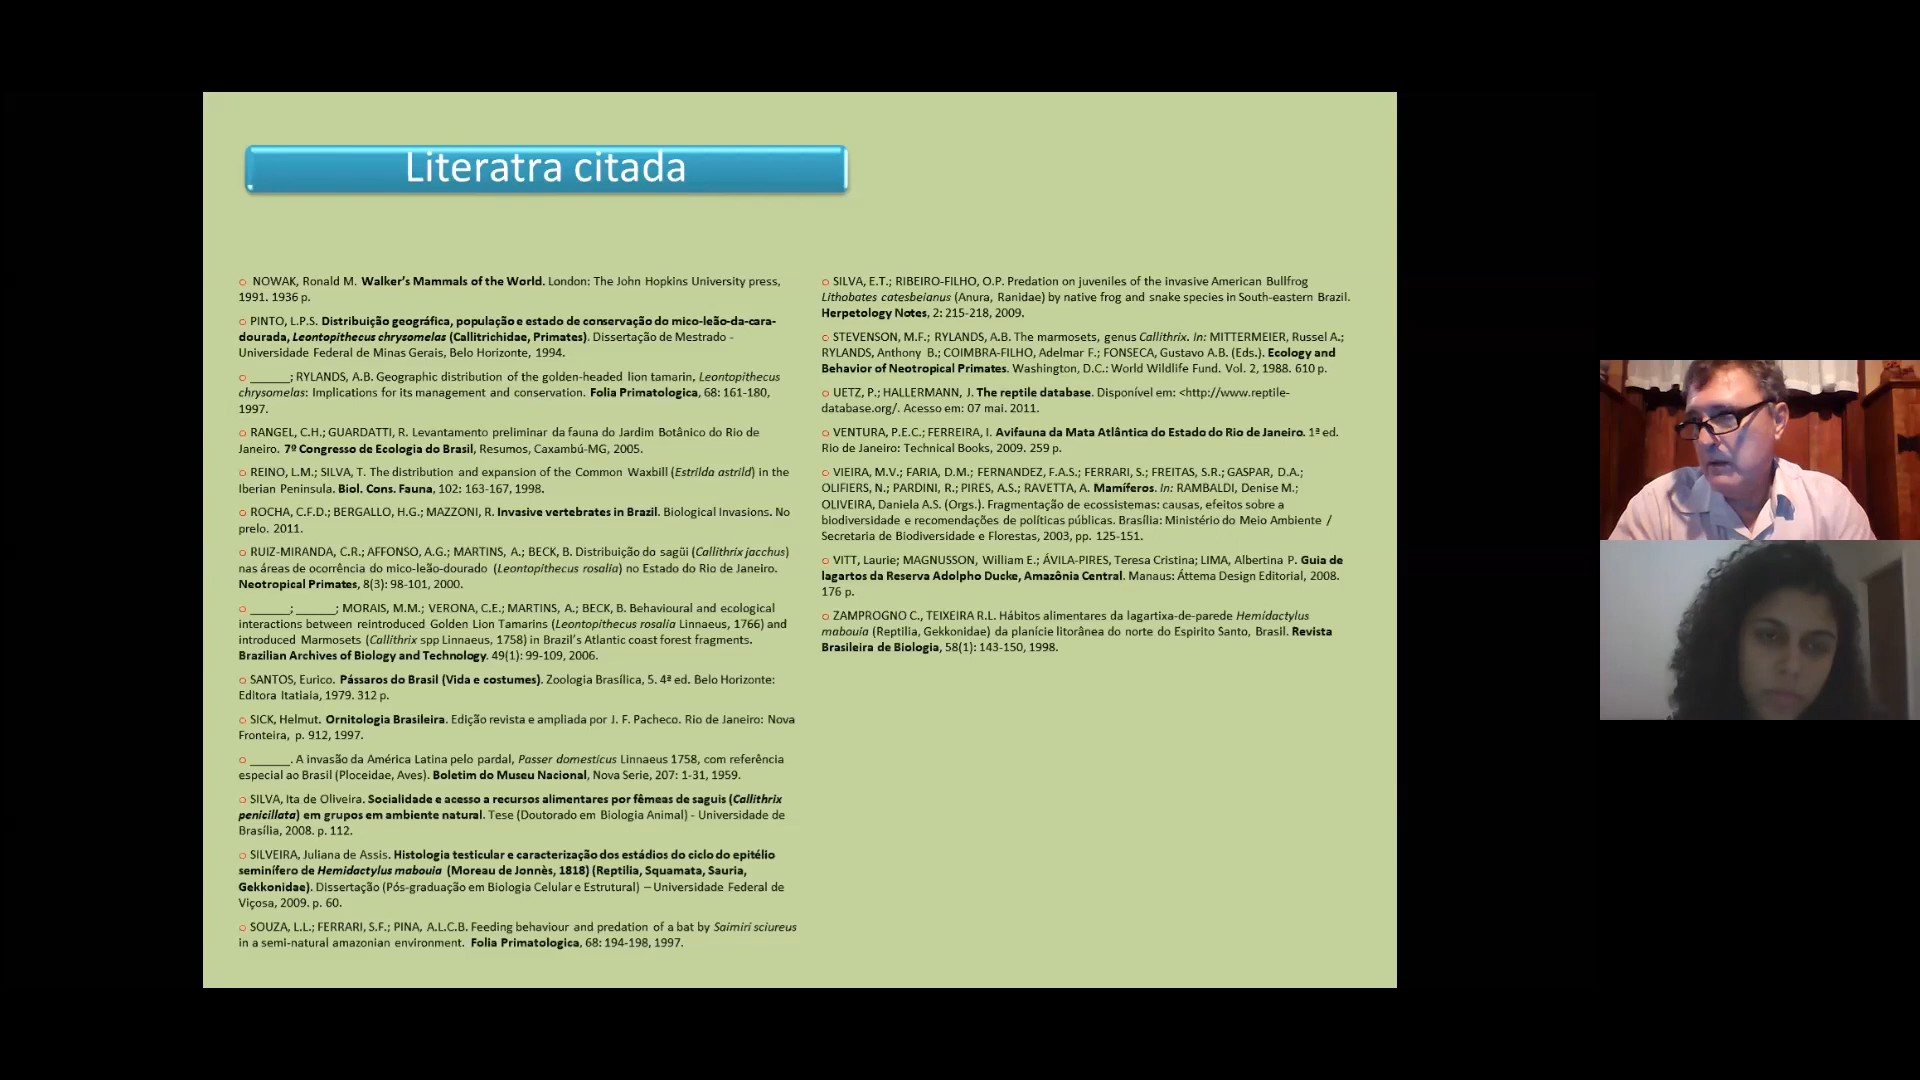 Literatra citada
o NOWAK, Ronald M. Walker's Mammals of the World. London: The John Hopkins University press,
1991. 1936 p.
o PINTO, L.P.S. Distribuição geográfica, população e estado de conservação do mico-leão-da-cara-
dourada, Leontopithecus chrysomelas (Callitrichidae, Primates). Dissertação de Mestrado -
Universidade Federal de Minas Gerais, Belo Horizonte, 1994.
o ______; RYLANDS, A.B. Geographic distribution of the golden-headed lion tamarin, Leontopithecus
chrysomelas: Implications for its management and conservation. Folia Primatologica, 68: 161-180,
1997.
o RANGEL, C.H.; GUARDATTI, R. Levantamento preliminar da fauna do Jardim Botânico do Rio de
Janeiro. 7º Congresso de Ecologia do Brasil, Resumos, Caxambú-MG, 2005.
o REINO, L.M.; SILVA, T. The distribution and expansion of the Common Waxbill (Estrilda astrild) in the
Iberian Peninsula. Biol. Cons. Fauna, 102: 163-167, 1998.
o ROCHA, C.F.D.; BERGALLO, H.G.; MAZZONI, R. Invasive vertebrates in Brazil. Biological Invasions. No
prelo. 2011.
o RUIZ-MIRANDA, C.R.; AFFONSO, A.G.; MARTINS, A.; BECK, B. Distribuição do sagüi (Callithrix jacchus)
nas áreas de ocorrência do mico-leão-dourado (Leontopithecus rosalia) no Estado do Rio de Janeiro.
Neotropical Primates, 8(3): 98-101, 2000.
o ______; ______; MORAIS, M.M.; VERONA, C.E.; MARTINS, A.; BECK, B. Behavioural and ecological
interactions between reintroduced Golden Lion Tamarins (Leontopithecus rosalia Linnaeus, 1766) and
introduced Marmosets (Callithrix spp Linnaeus, 1758) in Brazil's Atlantic coast forest fragments.
Brazilian Archives of Biology and Technology. 49(1): 99-109, 2006.
o SANTOS, Eurico. Pássaros do Brasil (Vida e costumes). Zoologia Brasílica, 5. 4ª ed. Belo Horizonte:
Editora Itatiaia, 1979. 312 p.
o SICK, Helmut. Ornitologia Brasileira. Edição revista e ampliada por J. F. Pacheco. Rio de Janeiro: Nova
Fronteira, p. 912, 1997.
o ______. A invasão da América Latina pelo pardal, Passer domesticus Linnaeus 1758, com referência
especial ao Brasil (Ploceidae, Aves). Boletim do Museu Nacional, Nova Serie, 207: 1-31, 1959.
o SILVA, Ita de Oliveira. Socialidade e acesso a recursos alimentares por fêmeas de saguis (Callithrix
penicillata) em grupos em ambiente natural. Tese (Doutorado em Biologia Animal) - Universidade de
Brasília, 2008. p. 112.
o SILVEIRA, Juliana de Assis. Histologia testicular e caracterização dos estádios do ciclo do epitélio
seminífero de Hemidactylus mabouia (Moreau de Jonnès, 1818) (Reptilia, Squamata, Sauria,
Gekkonidae). Dissertação (Pós-graduação em Biologia Celular e Estrutural) – Universidade Federal de
Viçosa, 2009. p. 60.
o SOUZA, L.L.; FERRARI, S.F.; PINA, A.L.C.B. Feeding behaviour and predation of a bat by Saimiri sciureus
in a semi-natural amazonian environment. Folia Primatologica, 68: 194-198, 1997.
o SILVA, E.T.; RIBEIRO-FILHO, O.P. Predation on juveniles of the invasive American Bullfrog
Lithobates catesbeianus (Anura, Ranidae) by native frog and snake species in South-eastern Brazil.
Herpetology Notes, 2: 215-218, 2009.
o STEVENSON, M.F.; RYLANDS, A.B. The marmosets, genus Callithrix. In: MITTERMEIER, Russel A.;
RYLANDS, Anthony B.; COIMBRA-FILHO, Adelmar F.; FONSECA, Gustavo A.B. (Eds.). Ecology and
Behavior of Neotropical Primates. Washington, D.C.: World Wildlife Fund. Vol. 2, 1988. 610 p.
o UETZ, P.; HALLERMANN, J. The reptile database. Disponível em: <http://www.reptile-
database.org/. Acesso em: 07 mai. 2011.
o VENTURA, P.E.C.; FERREIRA, I. Avifauna da Mata Atlântica do Estado do Rio de Janeiro. 1ª ed.
Rio de Janeiro: Technical Books, 2009. 259 p.
o VIEIRA, M.V.; FARIA, D.M.; FERNANDEZ, F.A.S.; FERRARI, S.; FREITAS, S.R.; GASPAR, D.A.;
OLIFIERS, N.; PARDINI, R.; PIRES, A.S.; RAVETTA, A. Mamíferos. In: RAMBALDI, Denise M.;
OLIVEIRA, Daniela A.S. (Orgs.). Fragmentação de ecossistemas: causas, efeitos sobre a
biodiversidade e recomendações de políticas públicas. Brasília: Ministério do Meio Ambiente /
Secretaria de Biodiversidade e Florestas, 2003, pp. 125-151.
o VITT, Laurie; MAGNUSSON, William E.; ÁVILA-PIRES, Teresa Cristina; LIMA, Albertina P. Guia de
lagartos da Reserva Adolpho Ducke, Amazônia Central. Manaus: Áttema Design Editorial, 2008.
176 p.
o ZAMPROGNO C., TEIXEIRA R.L. Hábitos alimentares da lagartixa-de-parede Hemidactylus
mabouia (Reptilia, Gekkonidae) da planície litorânea do norte do Espirito Santo, Brasil. Revista
Brasileira de Biologia, 58(1): 143-150, 1998.